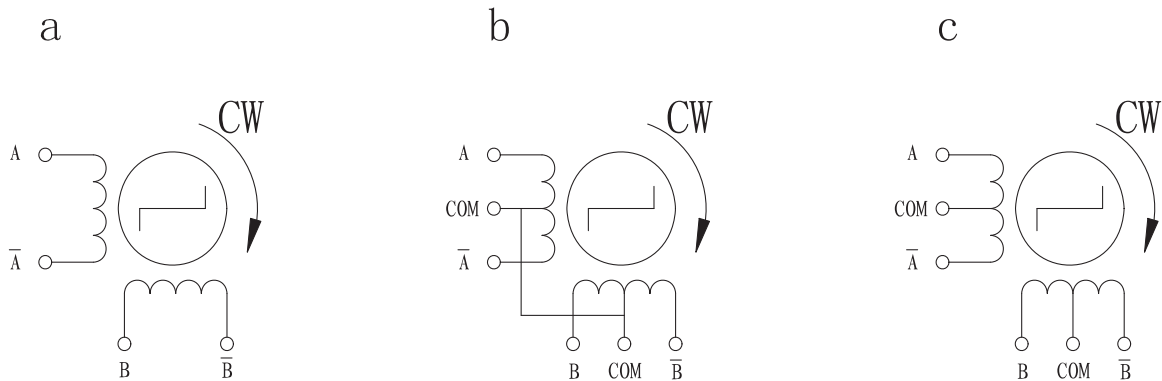 a b c
CW CW CW
A A A
COM COM
A̅ A̅ A̅
B B̅ B COM B̅ B COM B̅